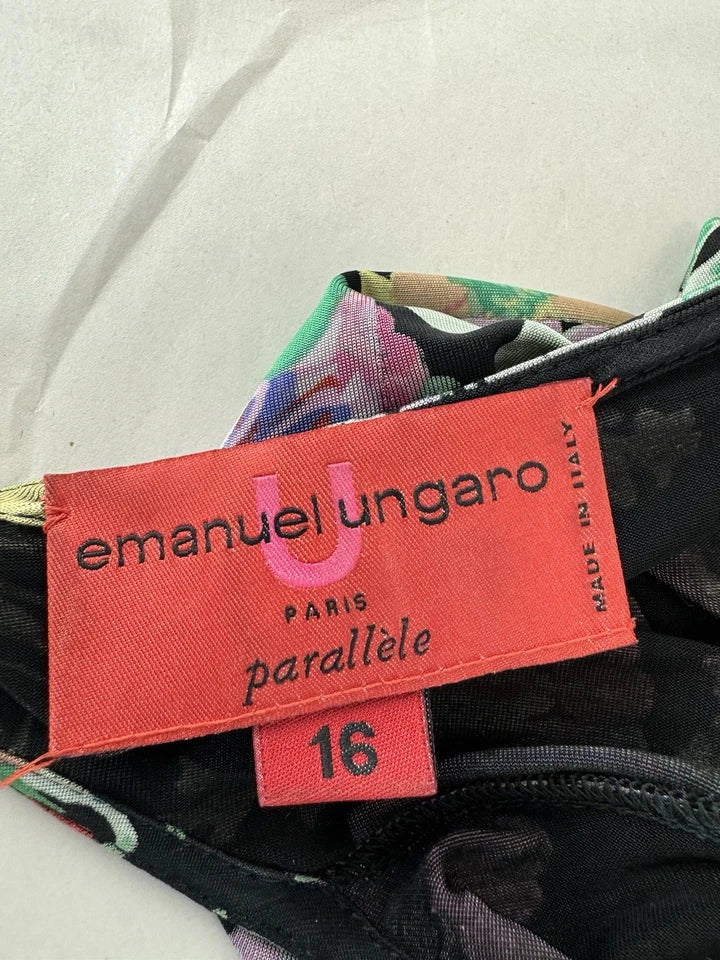 U
emanuel ungaro
PARIS
parallèle
MADE IN ITALY
16